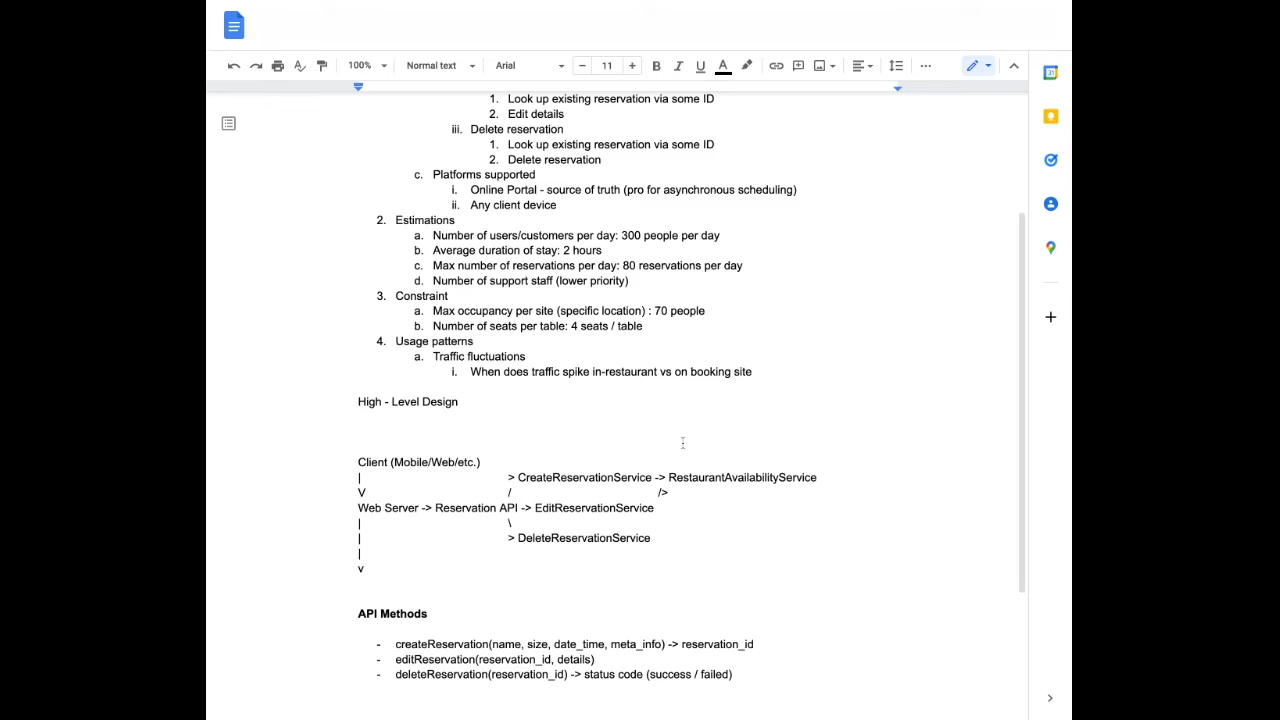 100% Normal text Arial - 11 + B I U A
1. Look up existing reservation via some ID
2. Edit details
iii. Delete reservation
1. Look up existing reservation via some ID
2. Delete reservation
c. Platforms supported
i. Online Portal - source of truth (pro for asynchronous scheduling)
ii. Any client device
2. Estimations
a. Number of users/customers per day: 300 people per day
b. Average duration of stay: 2 hours
c. Max number of reservations per day: 80 reservations per day
d. Number of support staff (lower priority)
3. Constraint
a. Max occupancy per site (specific location) : 70 people
b. Number of seats per table: 4 seats / table
4. Usage patterns
a. Traffic fluctuations
i. When does traffic spike in-restaurant vs on booking site
High - Level Design
Client (Mobile/Web/etc.)
| > CreateReservationService -> RestaurantAvailabilityService
V / />
Web Server -> Reservation API -> EditReservationService
| \
| > DeleteReservationService
|
v
API Methods
- createReservation(name, size, date_time, meta_info) -> reservation_id
- editReservation(reservation_id, details)
- deleteReservation(reservation_id) -> status code (success / failed)